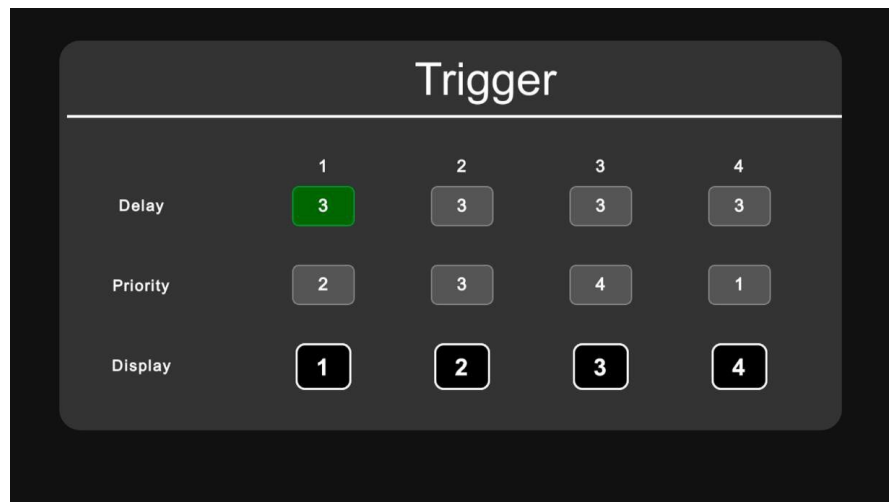 Trigger
1 2 3 4
Delay 3 3 3 3
Priority 2 3 4 1
Display 1 2 3 4